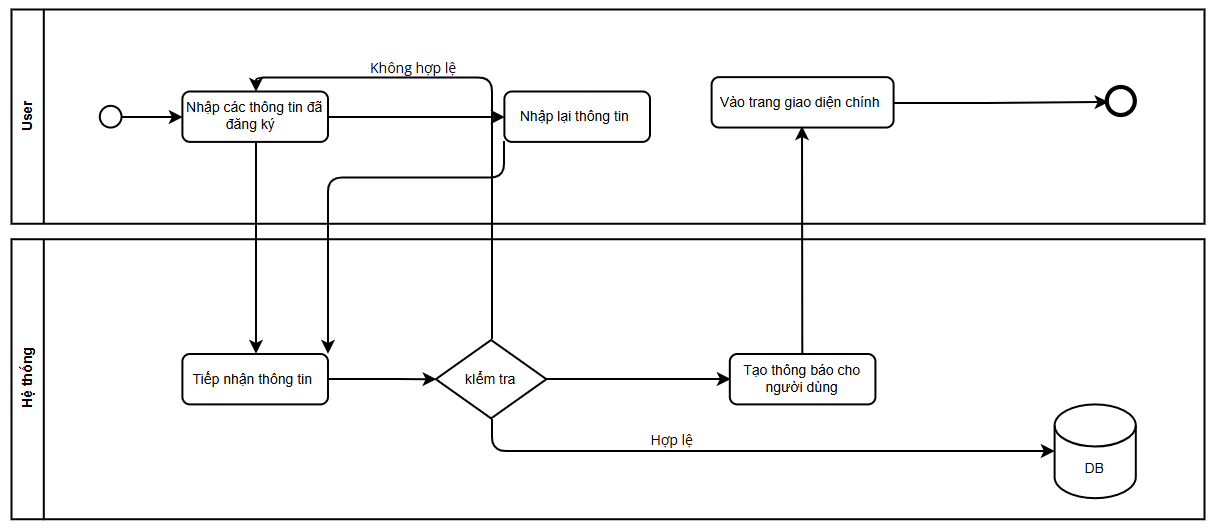 User
Không hợp lệ
Nhập các thông tin đã
đăng ký
Nhập lại thông tin
Vào trang giao diện chính
Hệ thống
Tiếp nhận thông tin
kIểm tra
Tạo thông báo cho
người dùng
Hợp lệ
DB